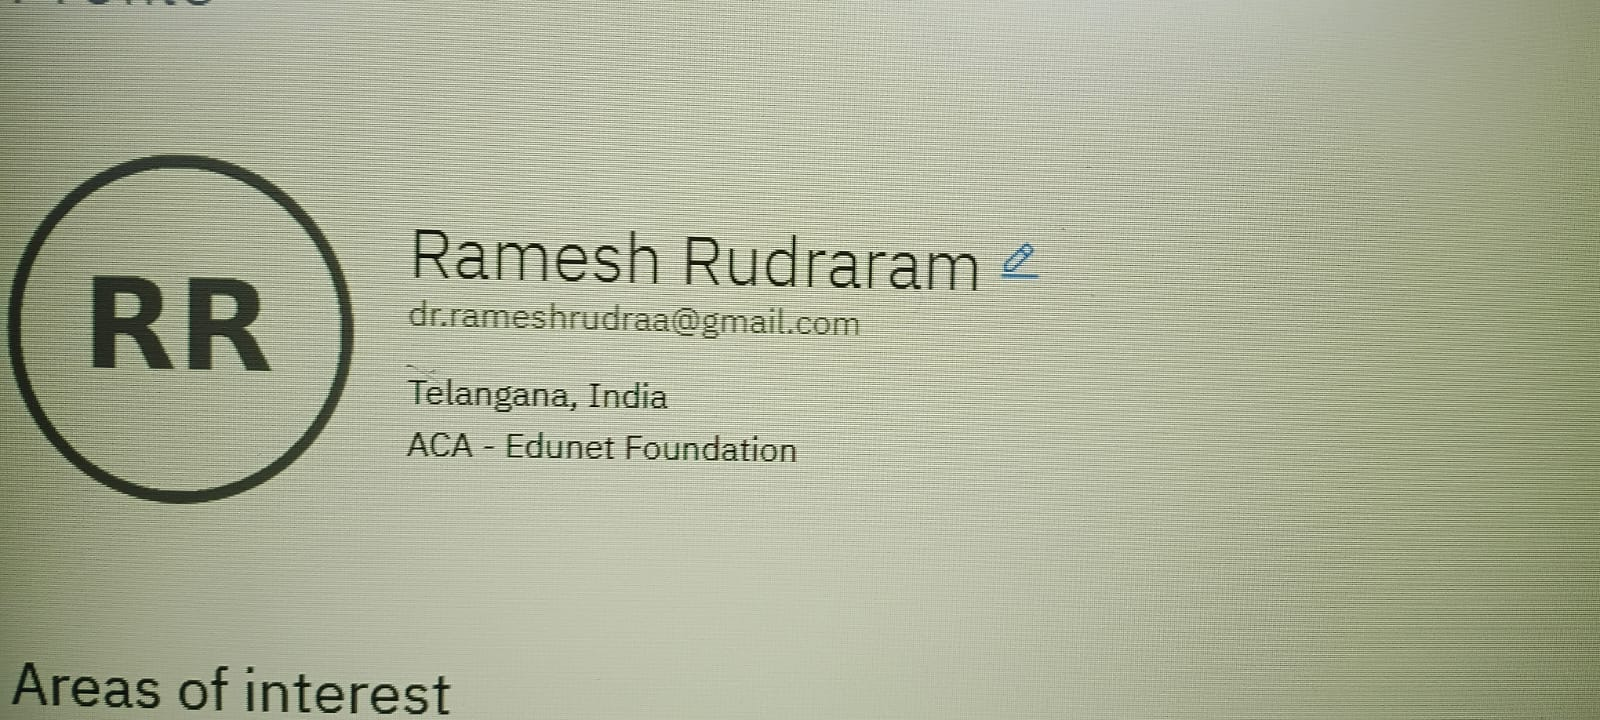 RR
Ramesh Rudraram
dr.rameshrudraa@gmail.com
Telangana, India
ACA - Edunet Foundation
Areas of interest